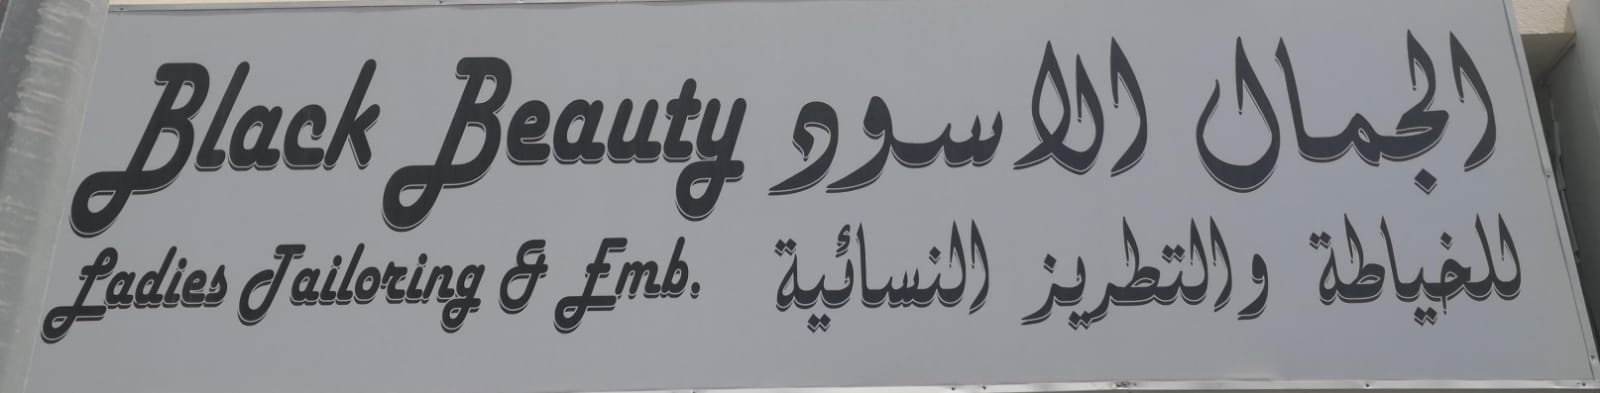 Black Beauty الجمال الاسود
Ladies Tailoring & Emb. للخياطة والتطريز النسائية